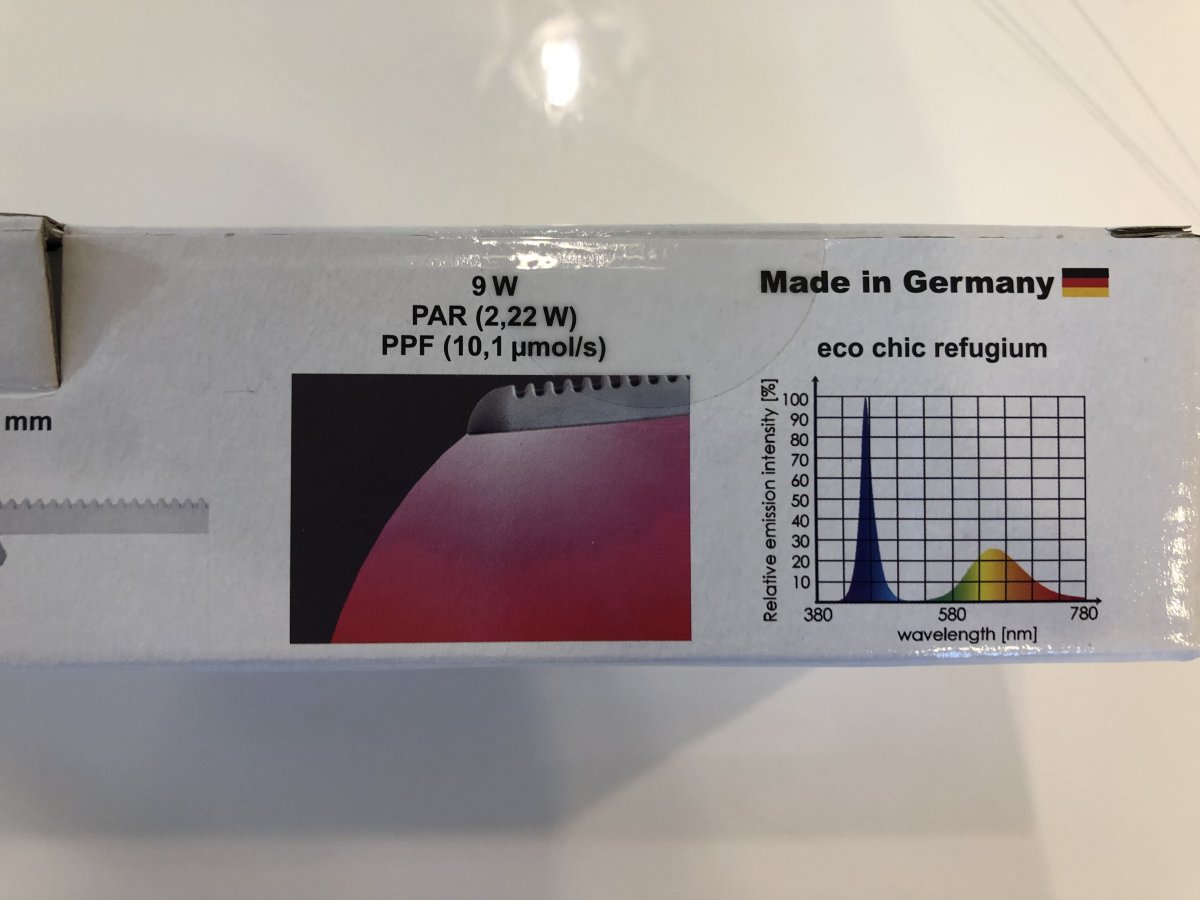 mm
9 W
PAR (2,22 W)
PPF (10,1 µmol/s)
Made in Germany
eco chic refugium
Relative emission intensity [%]
100
90
80
70
60
50
40
30
20
10
380 580 780
wavelength [nm]